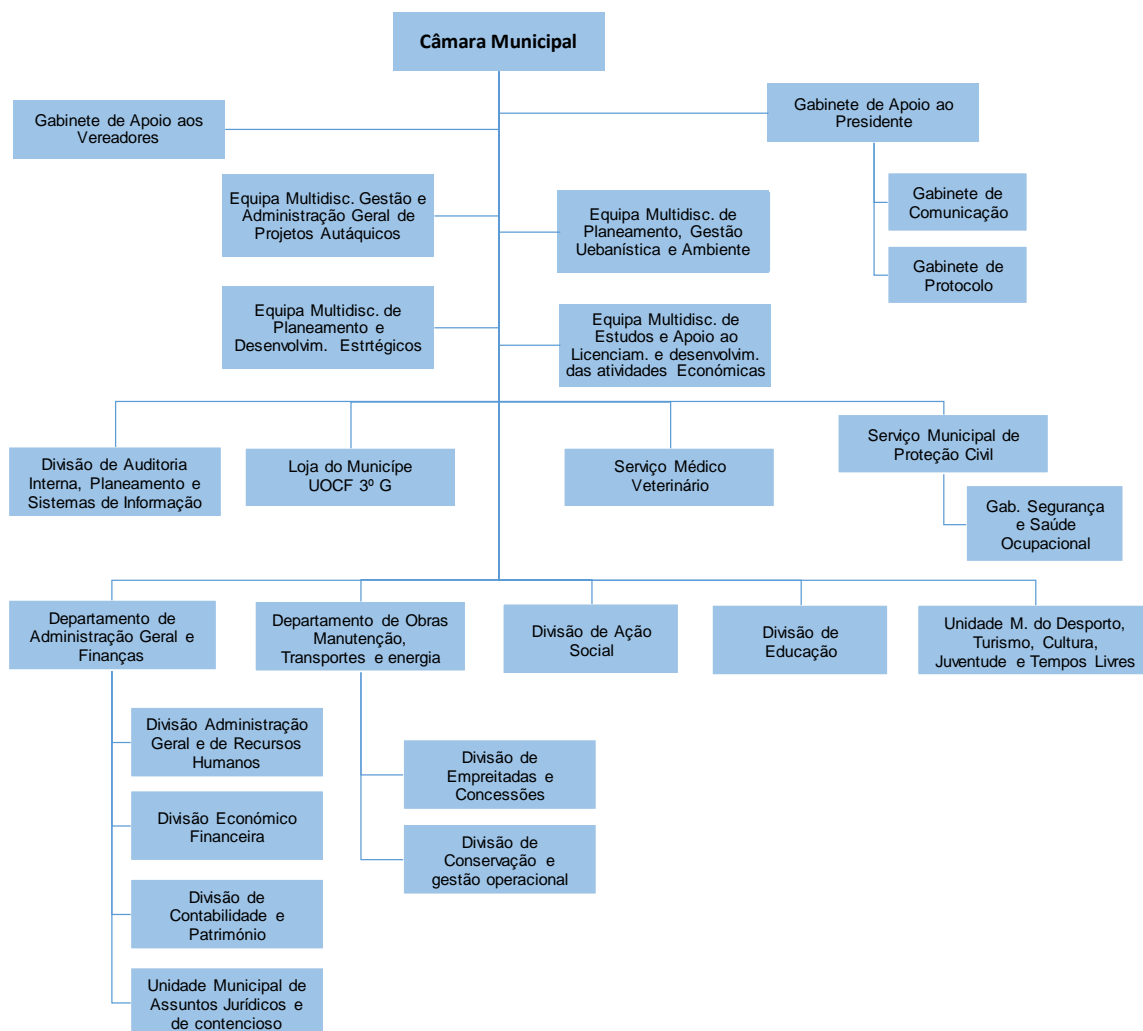 Câmara Municipal
Gabinete de Apoio aos
Vereadores
Gabinete de Apoio ao
Presidente
Equipa Multidisc. Gestão e
Administração Geral de
Projetos Autáquicos
Equipa Multidisc. de
Planeamento, Gestão
Uebanística e Ambiente
Gabinete de
Comunicação
Gabinete de
Protocolo
Equipa Multidisc. de
Planeamento e
Desenvolvim. Estrtégicos
Equipa Multidisc. de
Estudos e Apoio ao
Licenciam. e desenvolvim.
das atividades Económicas
Divisão de Auditoria
Interna, Planeamento e
Sistemas de Informação
Loja do Municípe
UOCF 3º G
Serviço Médico
Veterinário
Serviço Municipal de
Proteção Civil
Gab. Segurança
e Saúde
Ocupacional
Departamento de
Administração Geral e
Finanças
Departamento de Obras
Manutenção,
Transportes e energia
Divisão de Ação
Social
Divisão de
Educação
Unidade M. do Desporto,
Turismo, Cultura,
Juventude e Tempos Livres
Divisão Administração
Geral e de Recursos
Humanos
Divisão Económico
Financeira
Divisão de
Contabilidade e
Património
Unidade Municipal de
Assuntos Jurídicos e
de contencioso
Divisão de
Empreitadas e
Concessões
Divisão de
Conservação e
gestão operacional